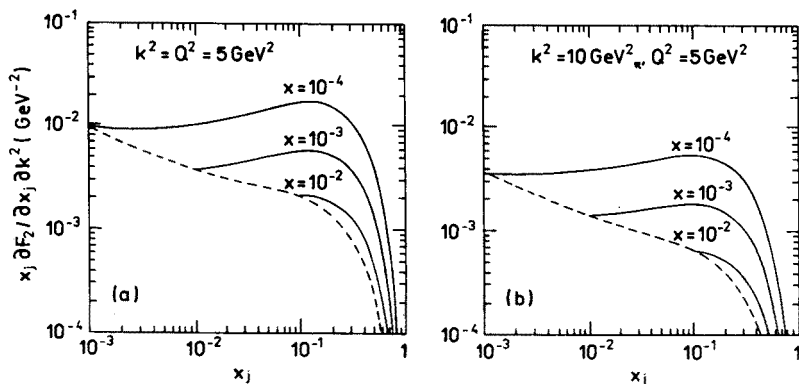 10⁻¹
k² = Q² = 5 GeV²
x = 10⁻⁴
10⁻²
x = 10⁻³
x = 10⁻²
10⁻³
(a)
10⁻⁴
10⁻³ 10⁻² 10⁻¹ 1
x_j
x_j ∂F₂ / ∂x_j ∂k² ( GeV⁻² )
10⁻¹
k² = 10 GeV², Q² = 5 GeV²
10⁻²
x = 10⁻⁴
x = 10⁻³
x = 10⁻²
10⁻³
(b)
10⁻⁴
10⁻³ 10⁻² 10⁻¹ 1
x_j